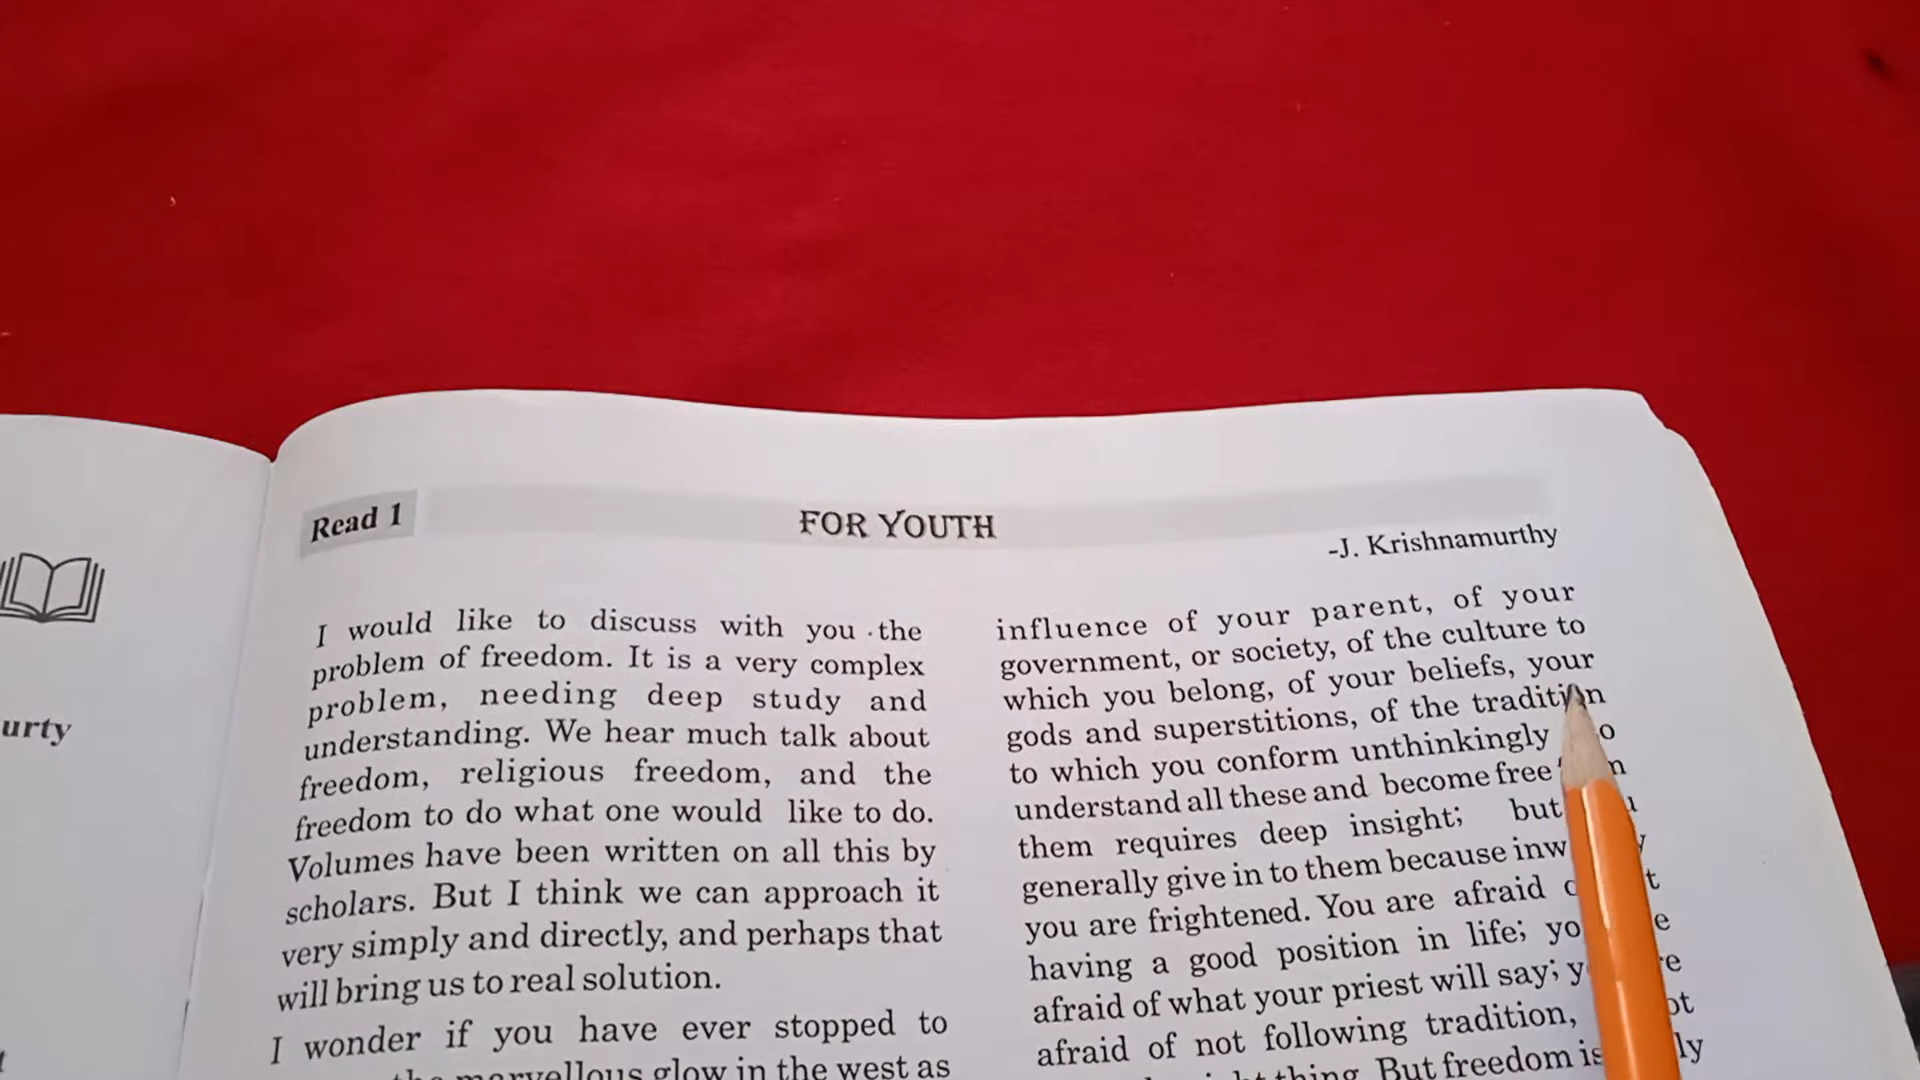 Read 1
FOR YOUTH
-J. Krishnamurthy
urty
I would like to discuss with you the
problem of freedom. It is a very complex
problem, needing deep study and
understanding. We hear much talk about
freedom, religious freedom, and the
freedom to do what one would like to do.
Volumes have been written on all this by
scholars. But I think we can approach it
very simply and directly, and perhaps that
will bring us to real solution.
I wonder if you have ever stopped to
marvellous glow in the west as
influence of your parent, of your
government, or society, of the culture to
which you belong, of your beliefs, your
gods and superstitions, of the tradition
to which you conform unthinkingly
understand all these and become free
them requires deep insight; but
generally give in to them because
you are frightened. You are afraid
having a good position in life;
afraid of what your priest will say;
afraid of not following tradition,
thing. But freedom is